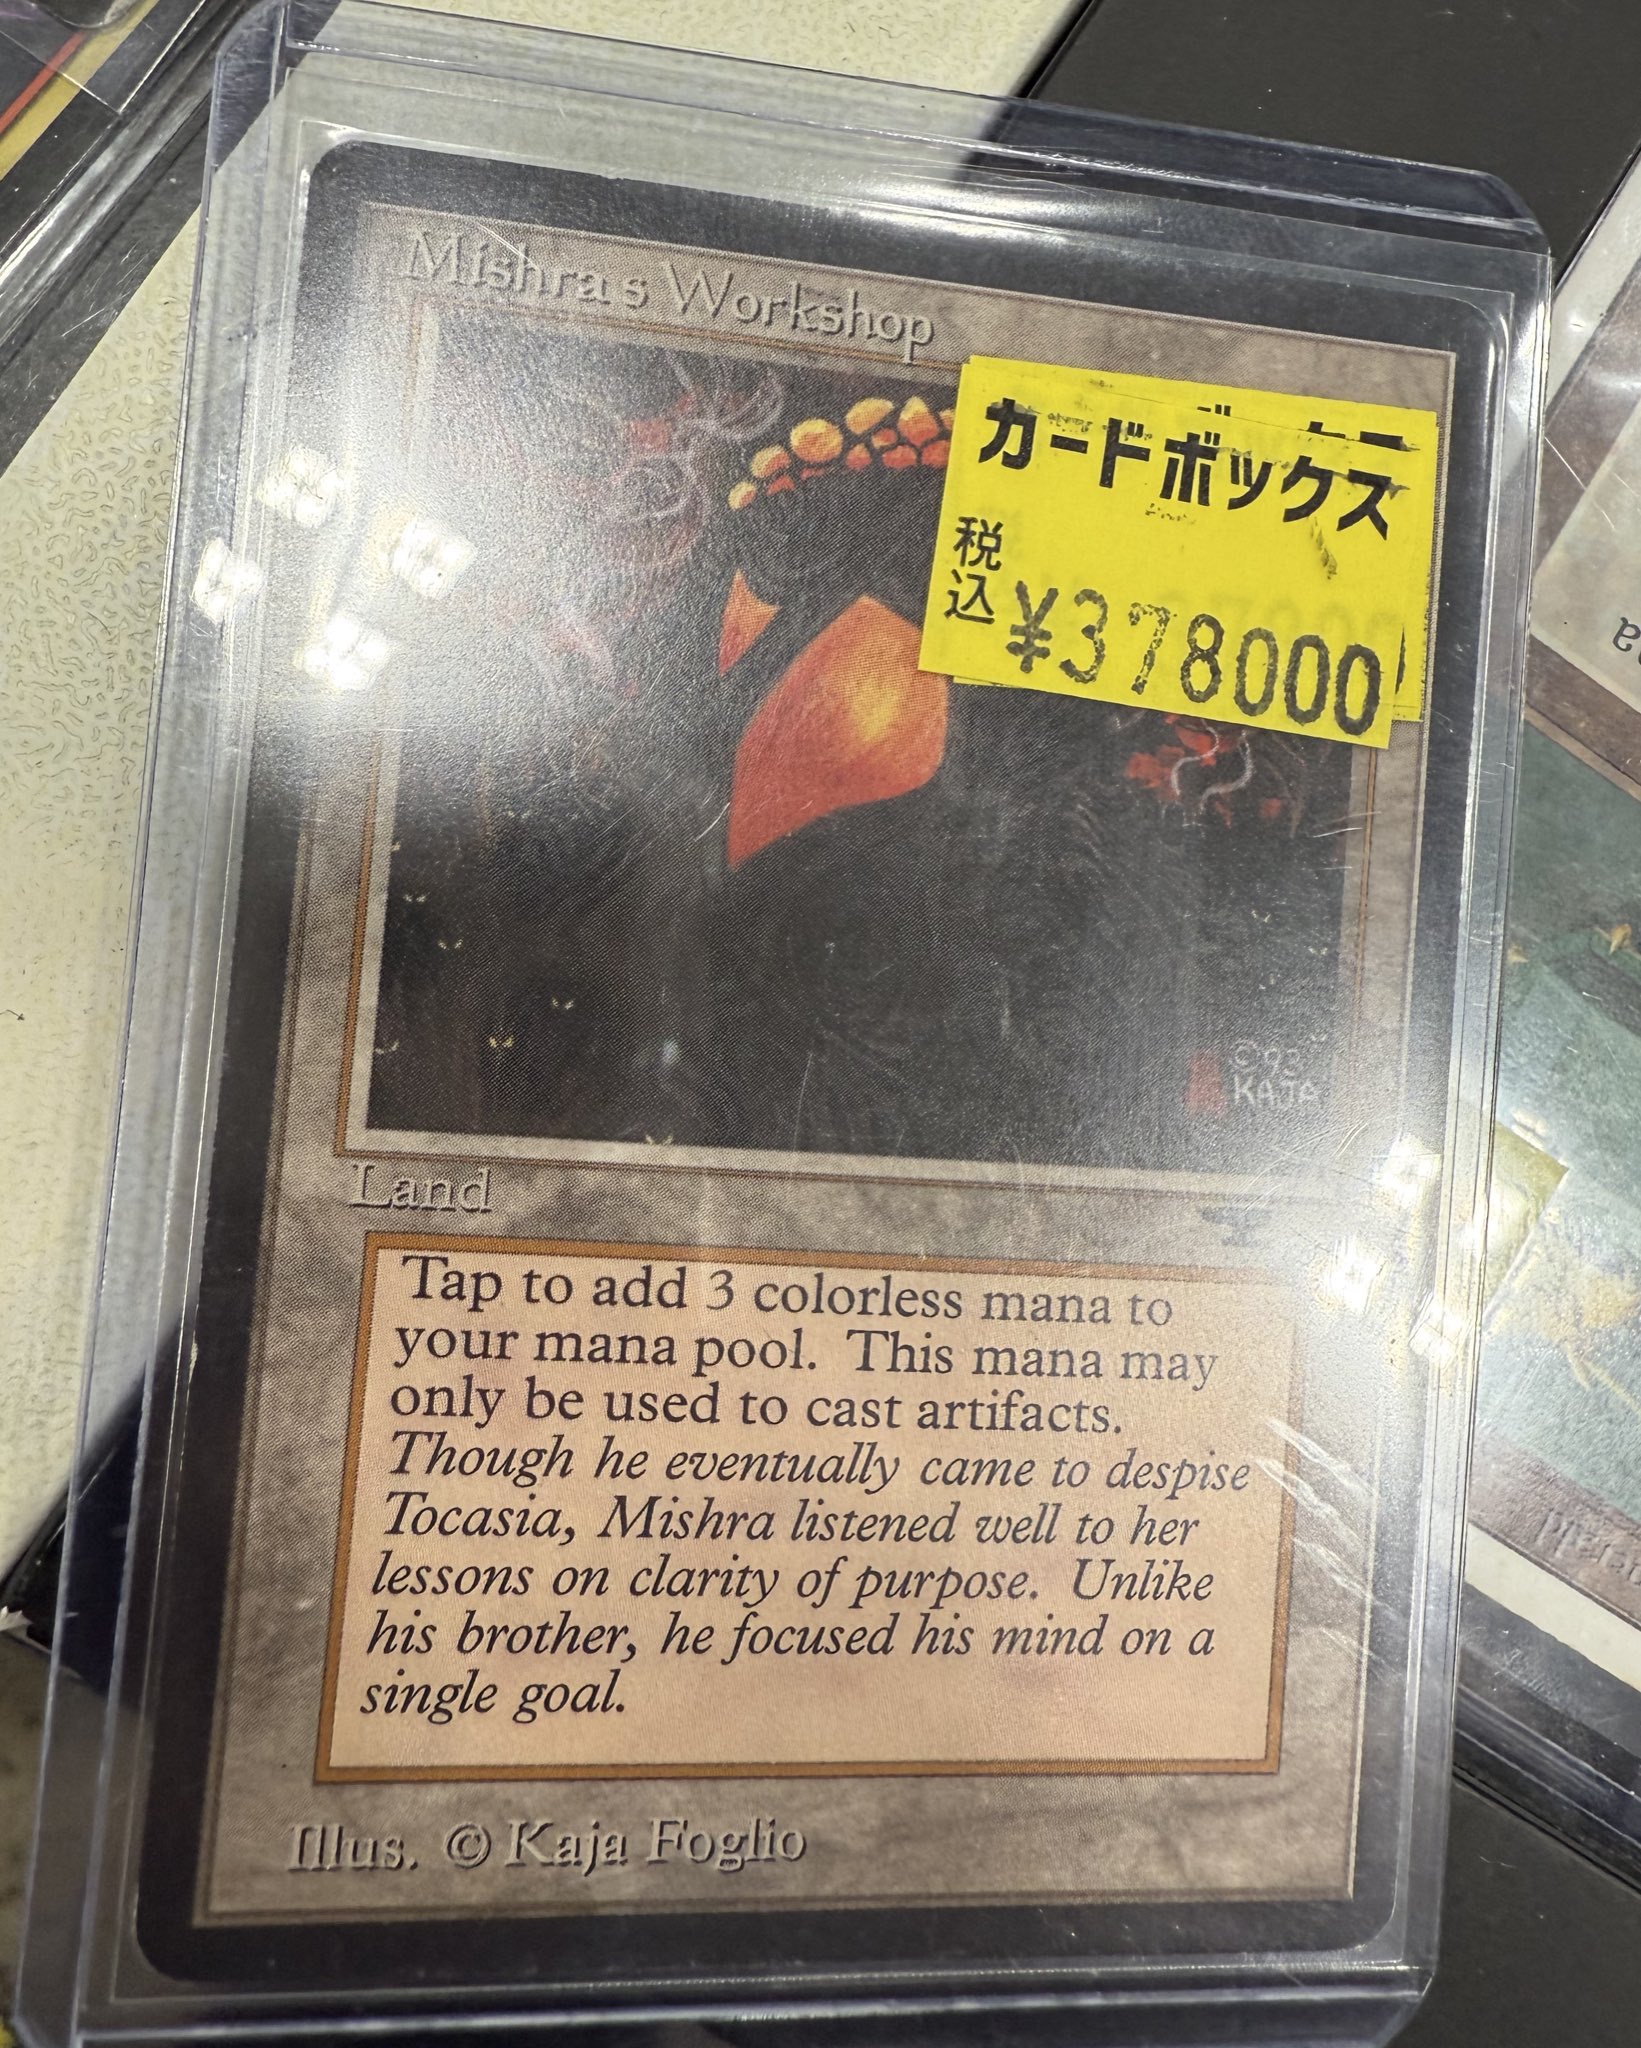 Mishra's Workshop
カードボックス
税込 ¥378000
©93
KAJA
Land
Tap to add 3 colorless mana to
your mana pool. This mana may
only be used to cast artifacts.
Though he eventually came to despise
Tocasia, Mishra listened well to her
lessons on clarity of purpose. Unlike
his brother, he focused his mind on a
single goal.
Illus. © Kaja Foglio